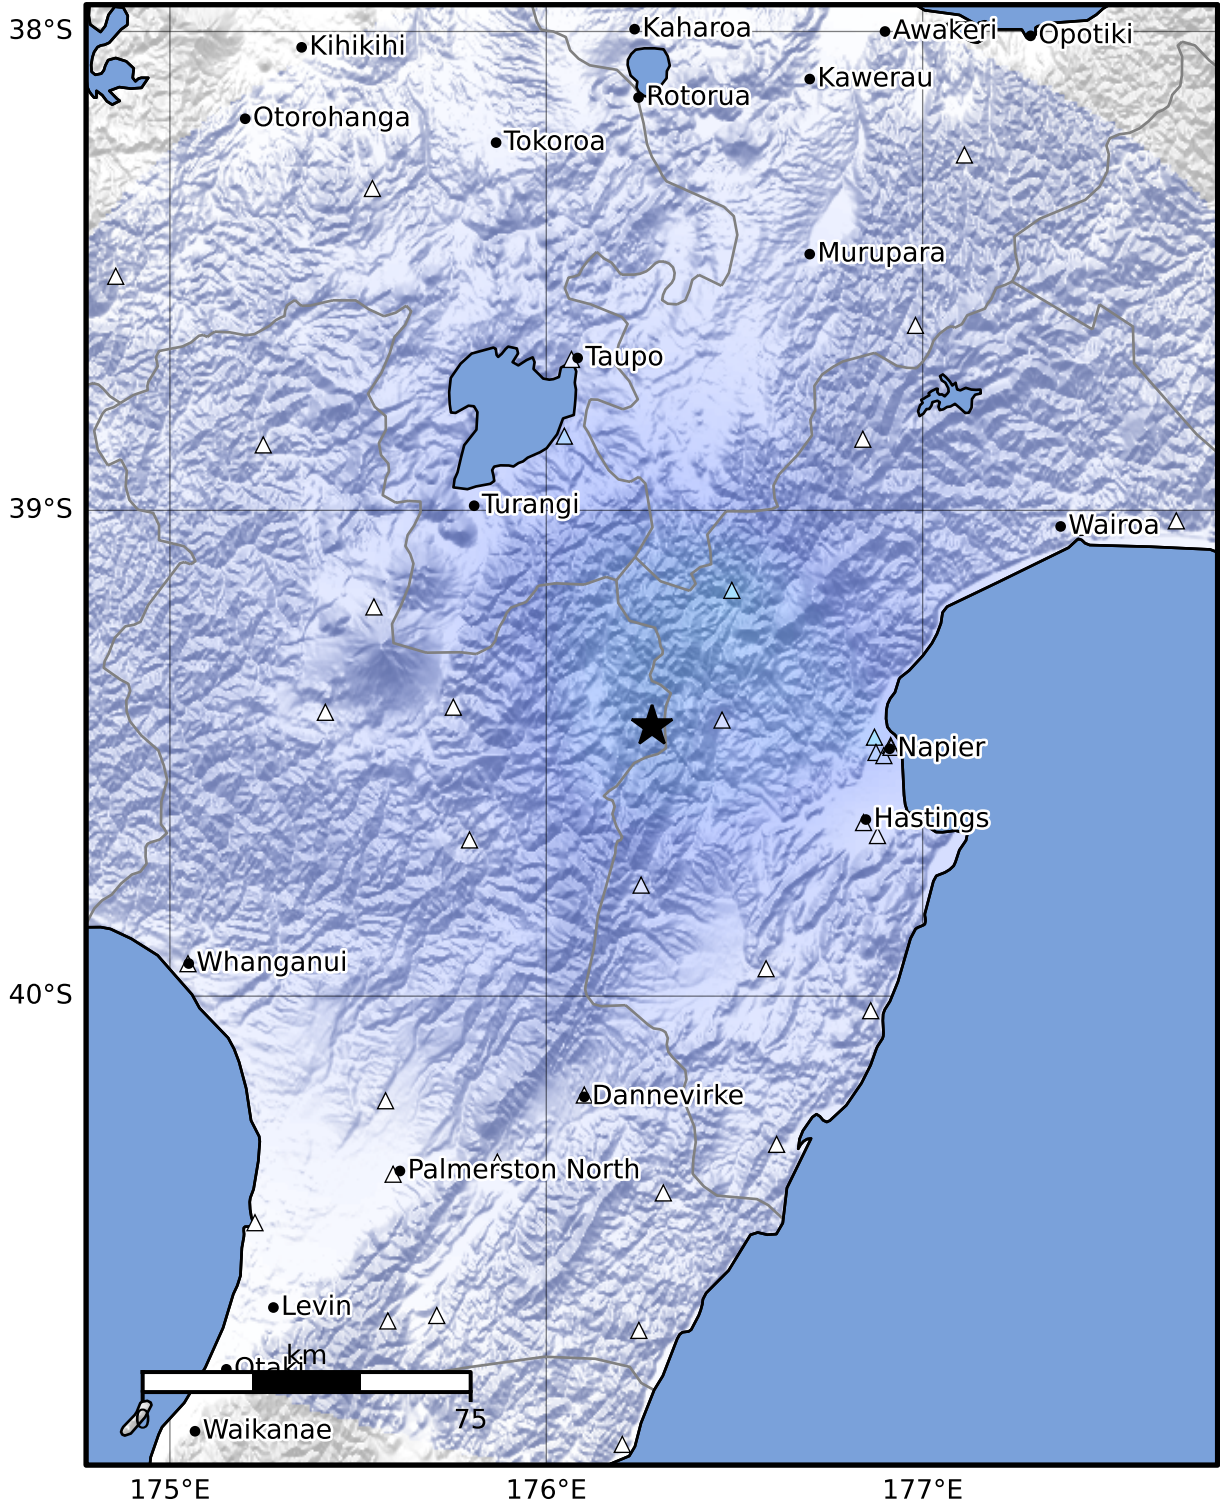 38°S
Kihikihi
Kaharoa
Awakeri
Opotiki
Kawerau
Rotorua
Otorohanga
Tokoroa
Murupara
Taupo
Turangi
39°S
Wairoa
Napier
Hastings
Whanganui
40°S
Dannevirke
Palmerston North
Levin
km
Otaki
0
75
Waikanae
175°E
176°E
177°E